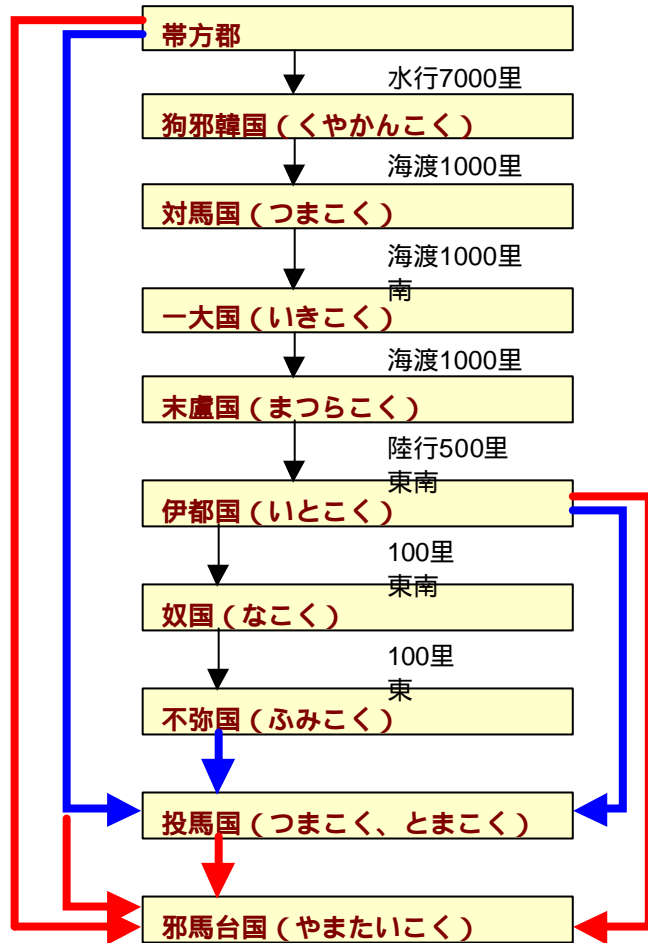 帯方郡
水行7000里
狗邪韓国（くやかんこく）
海渡1000里
対馬国（つまこく）
海渡1000里
南
一大国（いきこく）
海渡1000里
末盧国（まつらこく）
陸行500里
東南
伊都国（いとこく）
100里
東南
奴国（なこく）
100里
東
不弥国（ふみこく）
投馬国（つまこく、とまこく）
邪馬台国（やまたいこく）